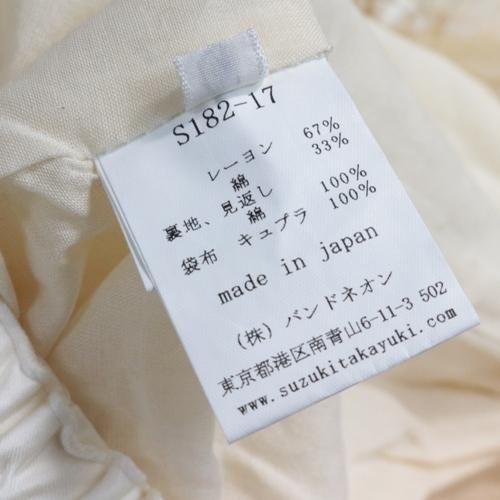 S182-17
レーヨン 67%
綿 33%
裏地、見返し
綿 100%
袋布 キュプラ 100%
made in japan
(株) バンドネオン
東京都港区南青山6-11-3 502
www.suzukitakayuki.com